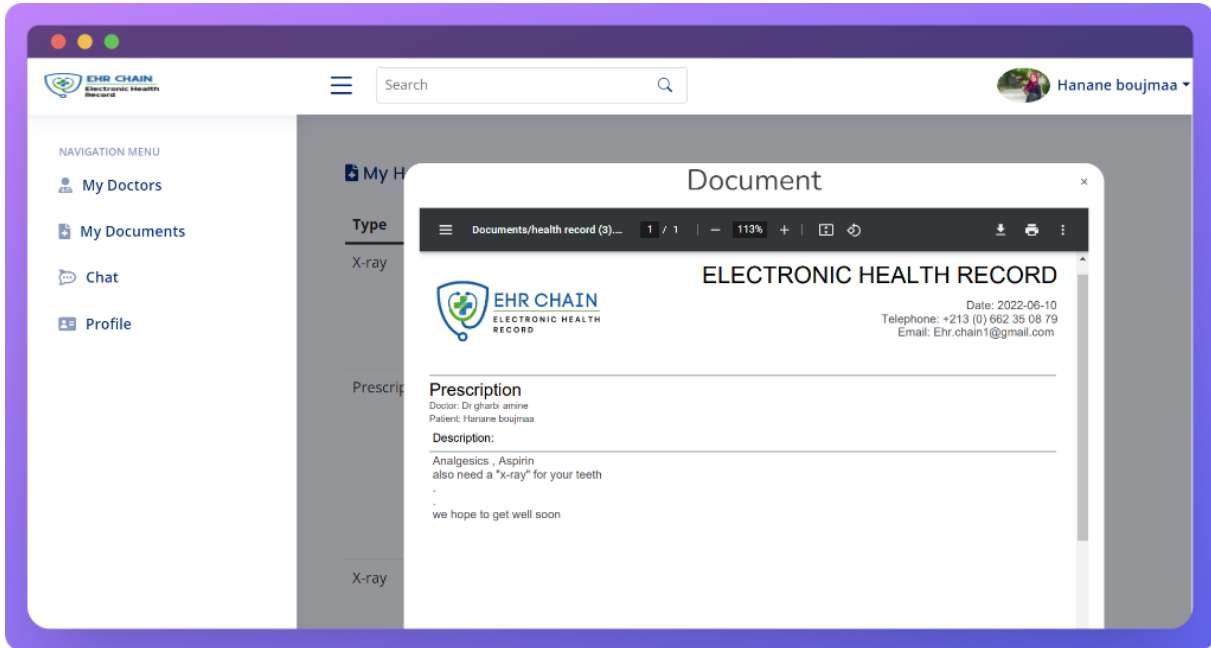 EHR CHAIN
Electronic Health
Record
Search
Hanane boujmaa
NAVIGATION MENU
My Doctors
My Documents
Chat
Profile
My H
Type
X-ray
Prescrip
X-ray
Document
×
Documents/health record (3)....
1 / 1 | − 113% + |
EHR CHAIN
ELECTRONIC HEALTH
RECORD
ELECTRONIC HEALTH RECORD
Date: 2022-06-10
Telephone: +213 (0) 662 35 08 79
Email: Ehr.chain1@gmail.com
Prescription
Doctor: Dr gharbi amine
Patient: Hanane boujmaa
Description:
Analgesics , Aspirin
also need a "x-ray" for your teeth
.
.
we hope to get well soon